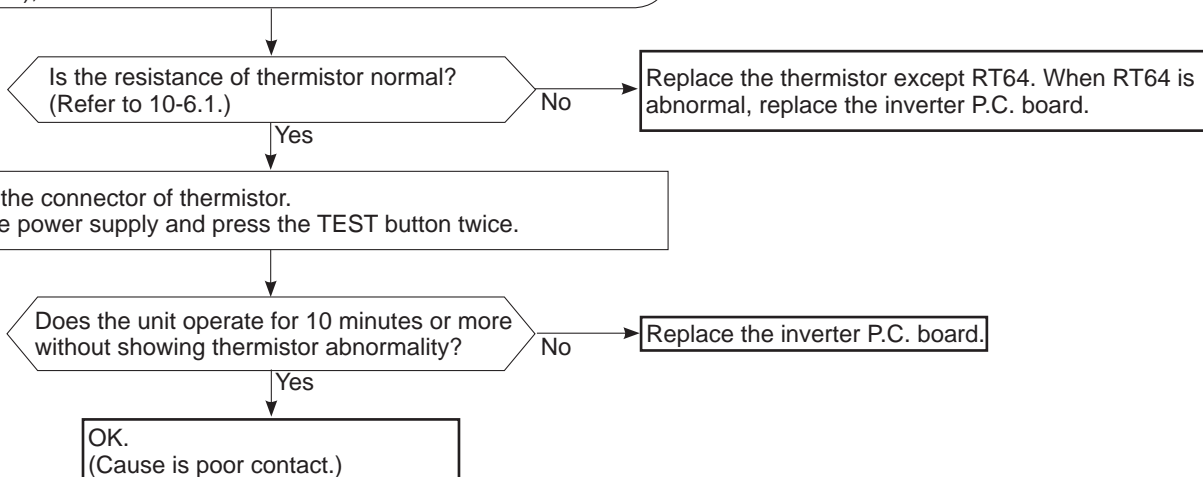 Is the resistance of thermistor normal?
(Refer to 10-6.1.)
No
Replace the thermistor except RT64. When RT64 is
abnormal, replace the inverter P.C. board.
Yes
the connector of thermistor.
power supply and press the TEST button twice.
Does the unit operate for 10 minutes or more
without showing thermistor abnormality?
No
Replace the inverter P.C. board.
Yes
OK.
(Cause is poor contact.)